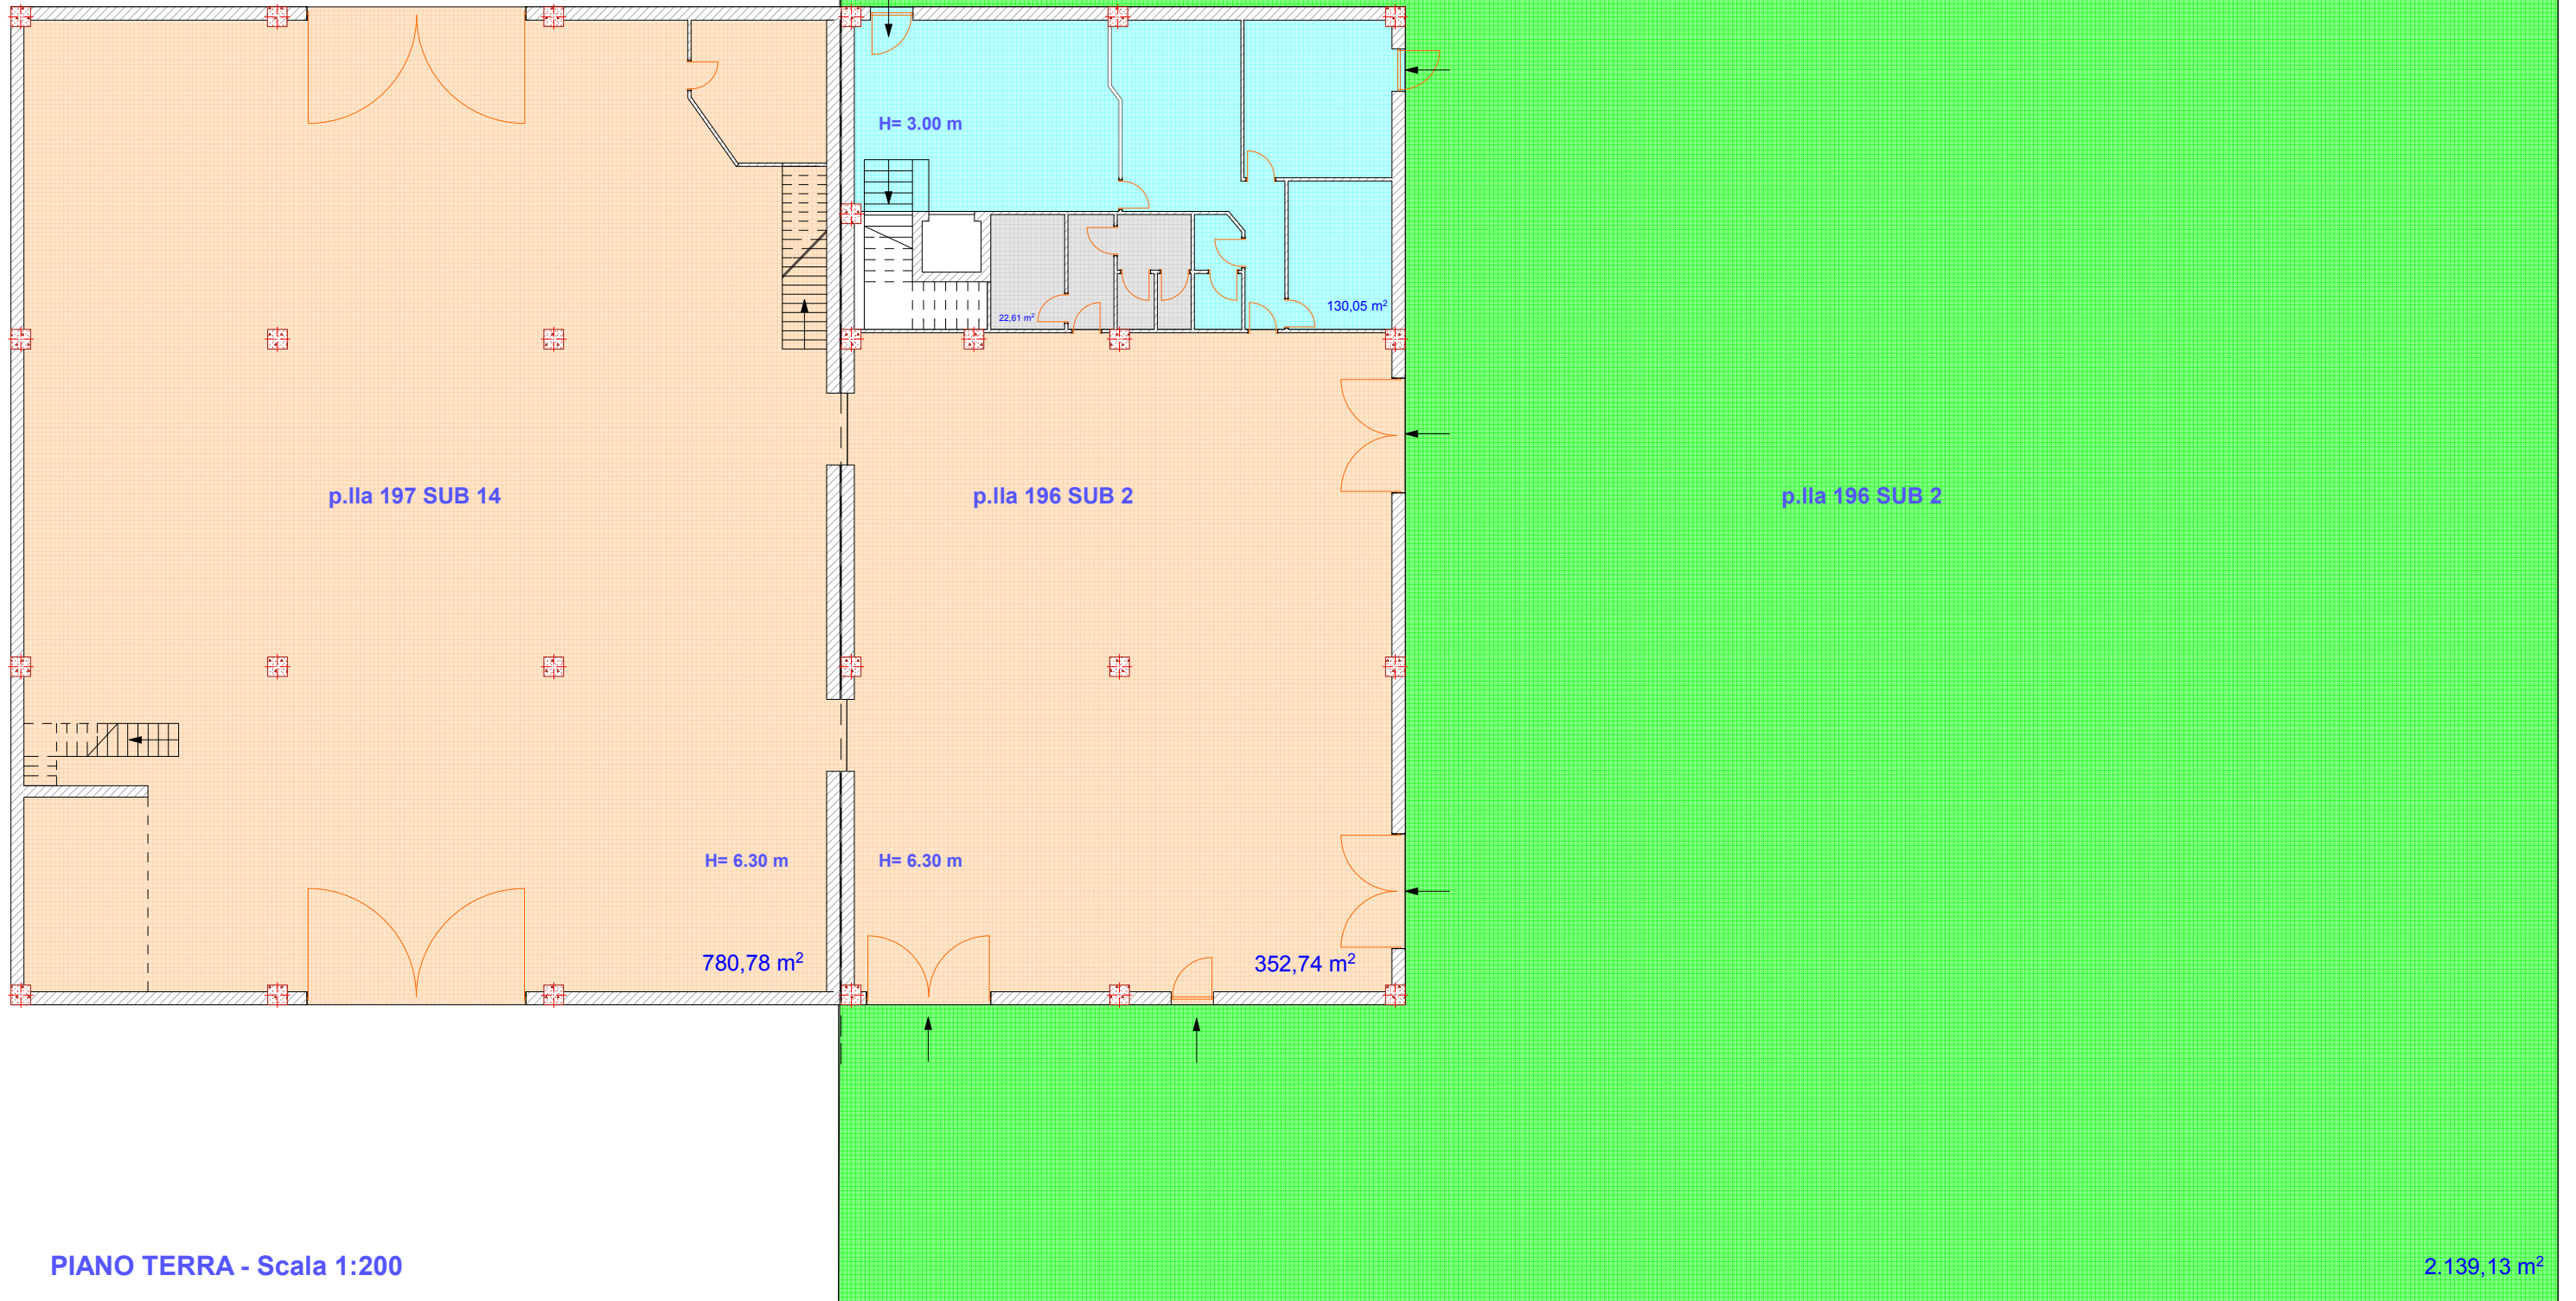 H= 3.00 m
130,05 m²
22,61 m²
p.lla 197 SUB 14
p.lla 196 SUB 2
p.lla 196 SUB 2
H= 6.30 m
H= 6.30 m
780,78 m²
352,74 m²
PIANO TERRA - Scala 1:200
2.139,13 m²